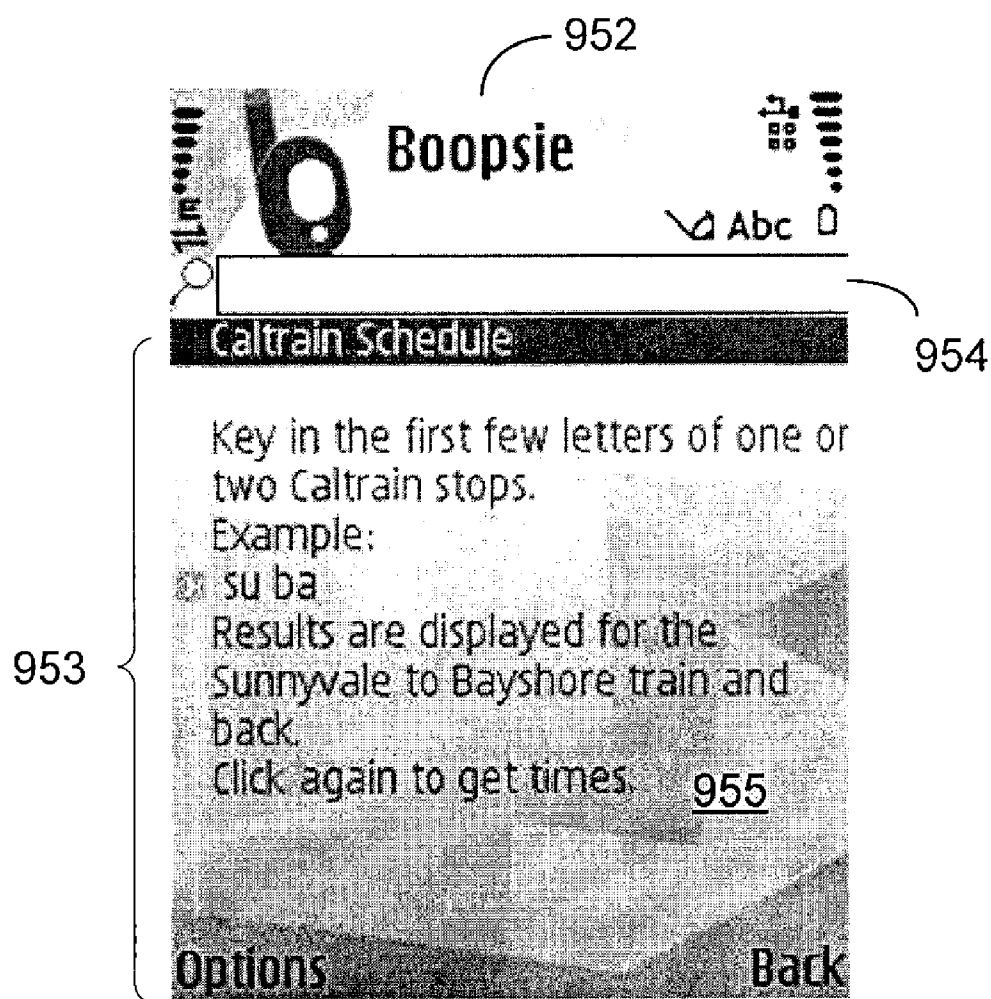 952
Boopsie
Abc
954
Caltrain Schedule
Key in the first few letters of one or
two Caltrain stops.
Example:
su ba
Results are displayed for the
Sunnyvale to Bayshore train and
back.
Click again to get times.
955
953
Options
Back